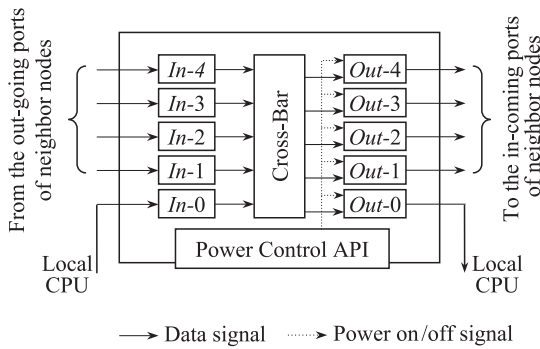 From the out-going ports
of neighbor nodes
In-4
In-3
In-2
In-1
In-0
Cross-Bar
Out-4
Out-3
Out-2
Out-1
Out-0
To the in-coming ports
of neighbor nodes
Power Control API
Local
CPU
Local
CPU
Data signal
Power on/off signal